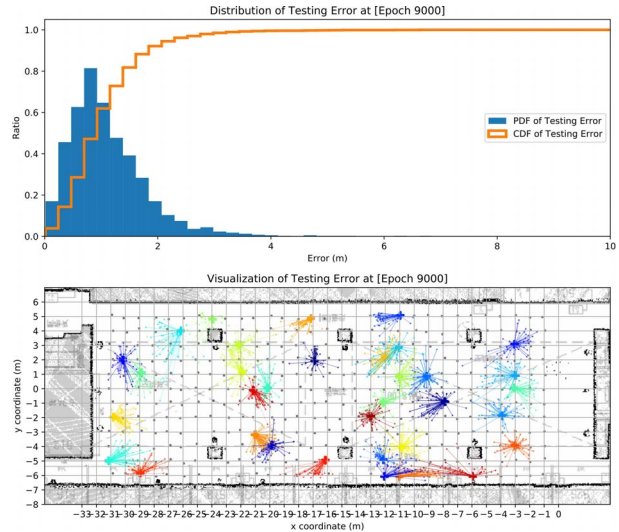 Distribution of Testing Error at [Epoch 9000]
1.0
0.8
0.6
0.4
0.2
0.0
Ratio
PDF of Testing Error
CDF of Testing Error
0 2 4 6 8 10
Error (m)
Visualization of Testing Error at [Epoch 9000]
6
5
4
3
2
1
0
−1
−2
−3
−4
−5
−6
−7
−8
y coordinate (m)
−33−32−31−30−29−28−27−26−25−24−23−22−21−20−19−18−17−16−15−14−13−12−11−10−9 −8 −7 −6 −5 −4 −3 −2 −1 0
x coordinate (m)